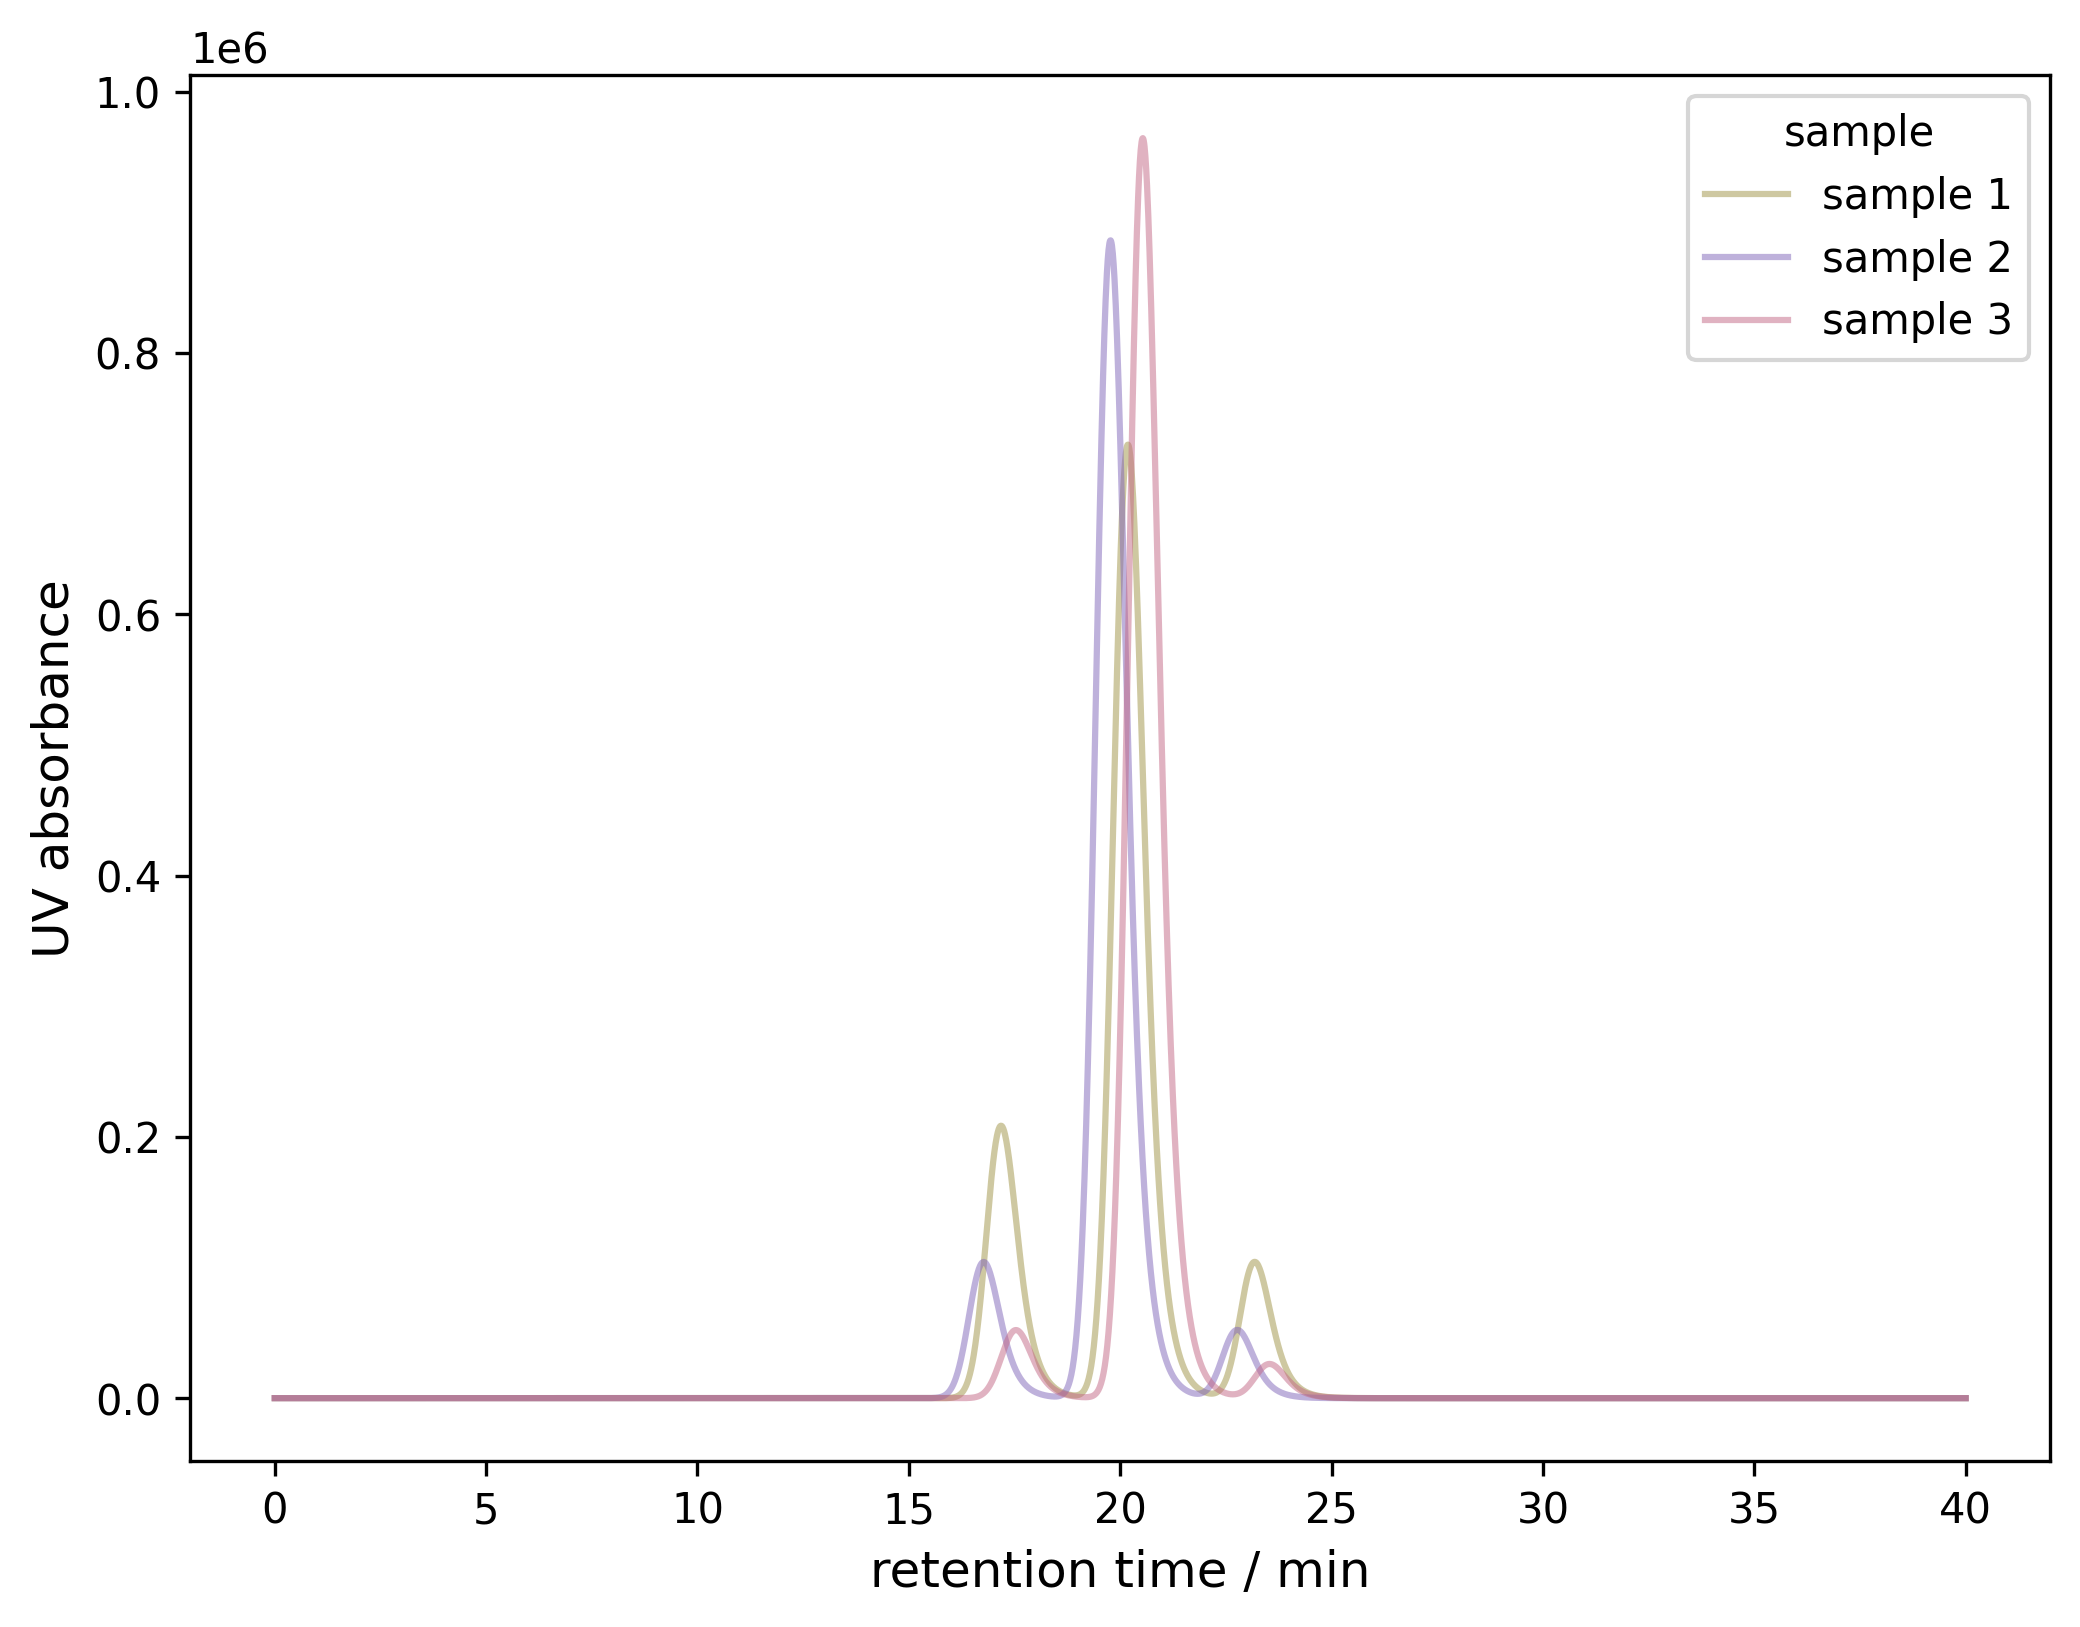 1e6
1.0
0.8
0.6
0.4
0.2
0.0
UV absorbance
sample
sample 1
sample 2
sample 3
0 5 10 15 20 25 30 35 40
retention time / min